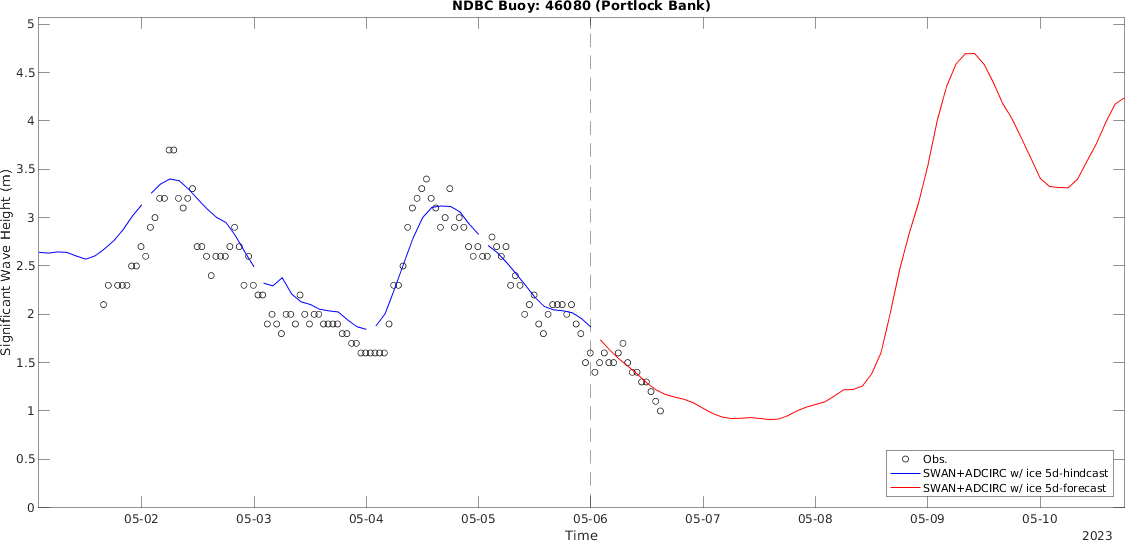 NDBC Buoy: 46080 (Portlock Bank)
5
4.5
4
3.5
3
2.5
2
1.5
1
0.5
0
Significant Wave Height (m)
05-02 05-03 05-04 05-05 05-06 05-07 05-08 05-09 05-10
Time
2023
Obs.
SWAN+ADCIRC w/ ice 5d-hindcast
SWAN+ADCIRC w/ ice 5d-forecast